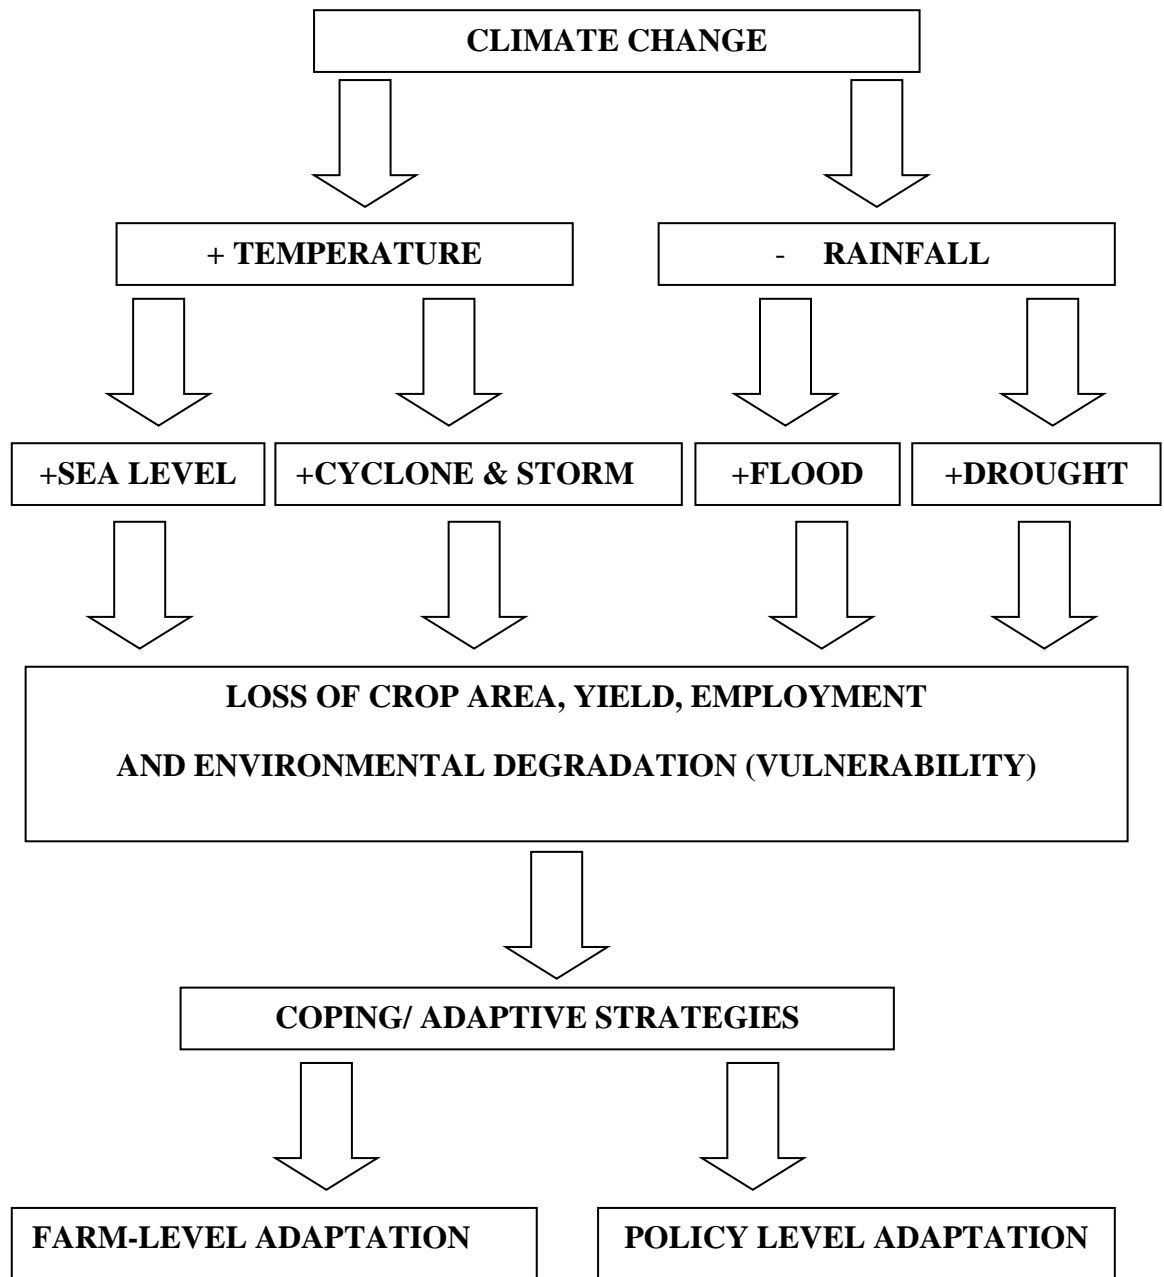 CLIMATE CHANGE
+ TEMPERATURE
- RAINFALL
+SEA LEVEL
+CYCLONE & STORM
+FLOOD
+DROUGHT
LOSS OF CROP AREA, YIELD, EMPLOYMENT
AND ENVIRONMENTAL DEGRADATION (VULNERABILITY)
COPING/ ADAPTIVE STRATEGIES
FARM-LEVEL ADAPTATION
POLICY LEVEL ADAPTATION